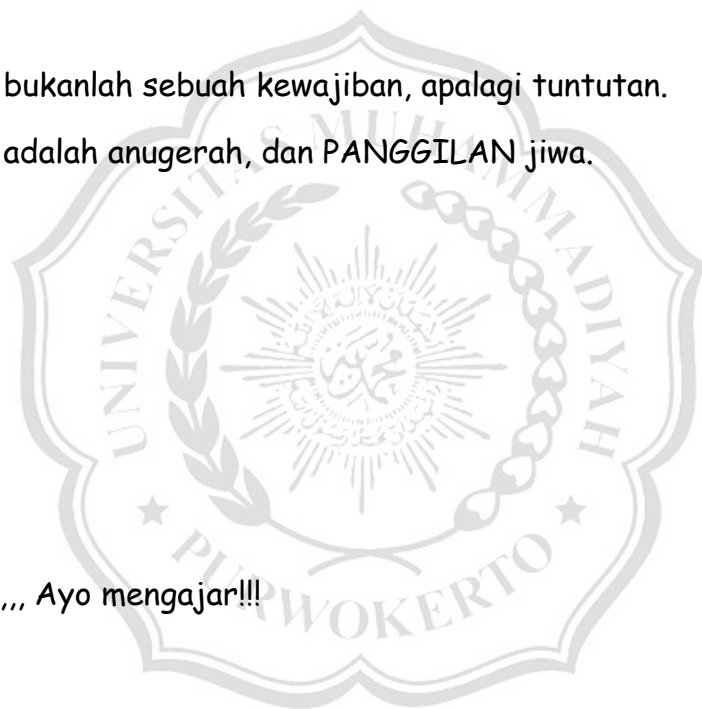 bukanlah sebuah kewajiban, apalagi tuntutan.
adalah anugerah, dan PANGGILAN jiwa.
UNIVERSITAS MUHAMMADIYAH
PURWOKERTO
,,, Ayo mengajar!!!